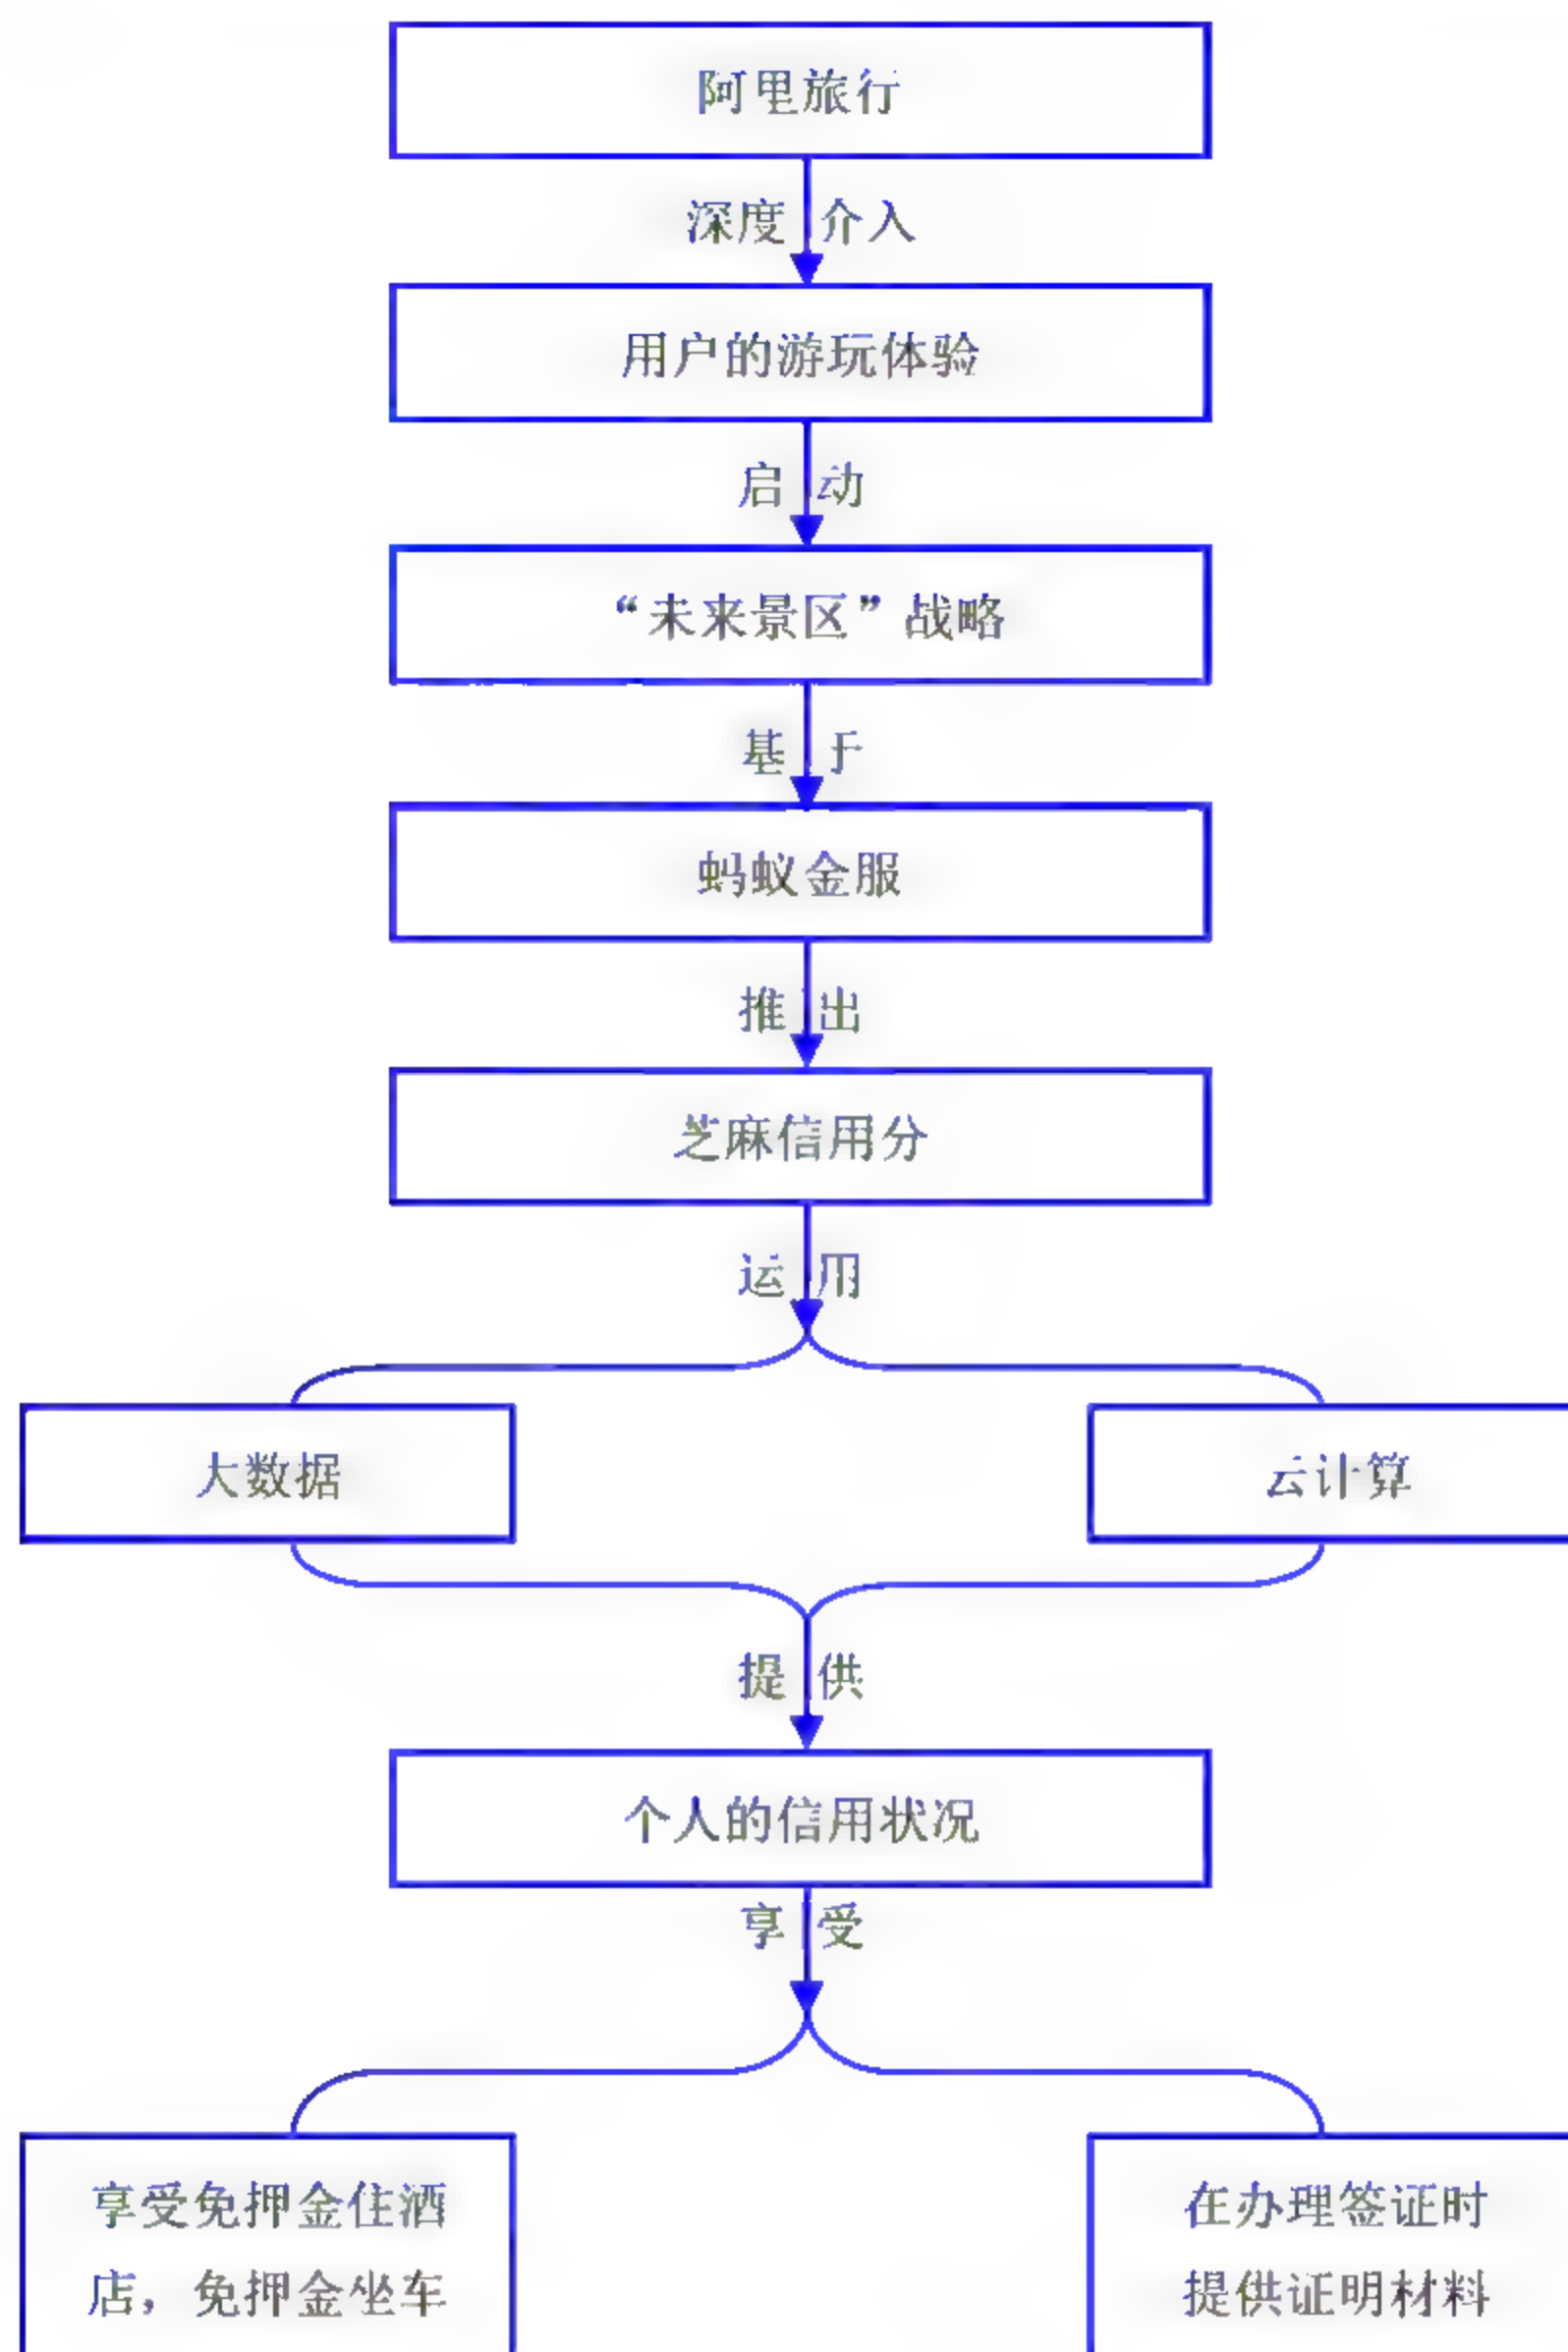 阿里旅行
深度 介入
用户的游玩体验
启 动
“未来景区”战略
基 于
蚂蚁金服
推 出
芝麻信用分
运 用
大数据
云计算
提 供
个人的信用状况
享 受
享受免押金住酒
店，免押金坐车
在办理签证时
提供证明材料